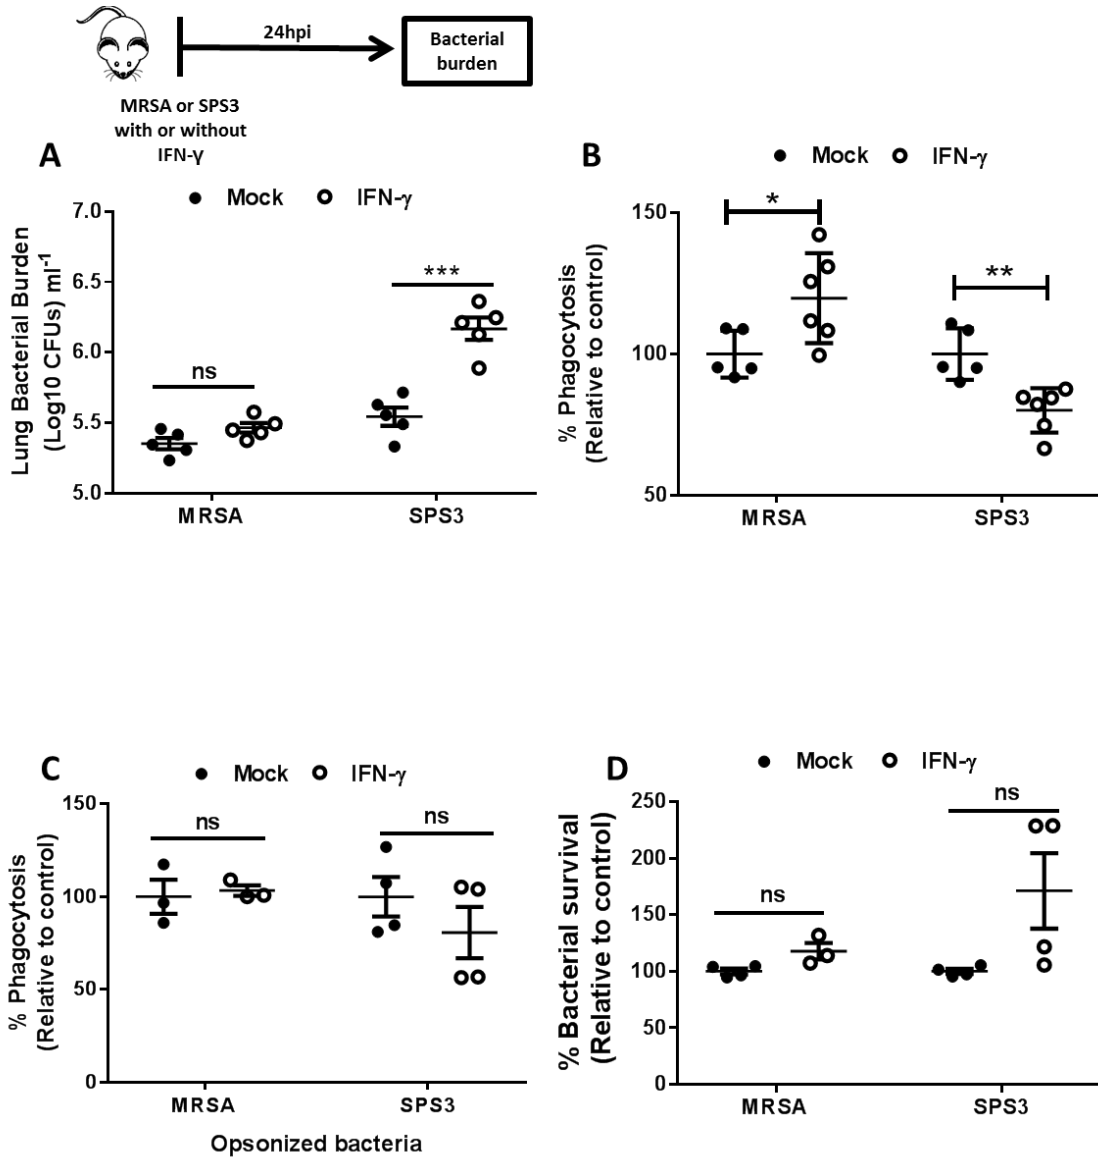 24hpi
Bacterial
burden
MRSA or SPS3
with or without
IFN-γ
A
Mock IFN-γ
Lung Bacterial Burden
(Log10 CFUs) ml⁻¹
7.0
6.5
6.0
5.5
5.0
ns
***
MRSA SPS3
B
Mock IFN-γ
% Phagocytosis
(Relative to control)
150
100
50
*
**
MRSA SPS3
C
Mock IFN-γ
% Phagocytosis
(Relative to control)
150
100
50
0
ns
ns
MRSA SPS3
Opsonized bacteria
D
Mock IFN-γ
% Bacterial survival
(Relative to control)
250
200
150
100
50
0
ns
ns
MRSA SPS3